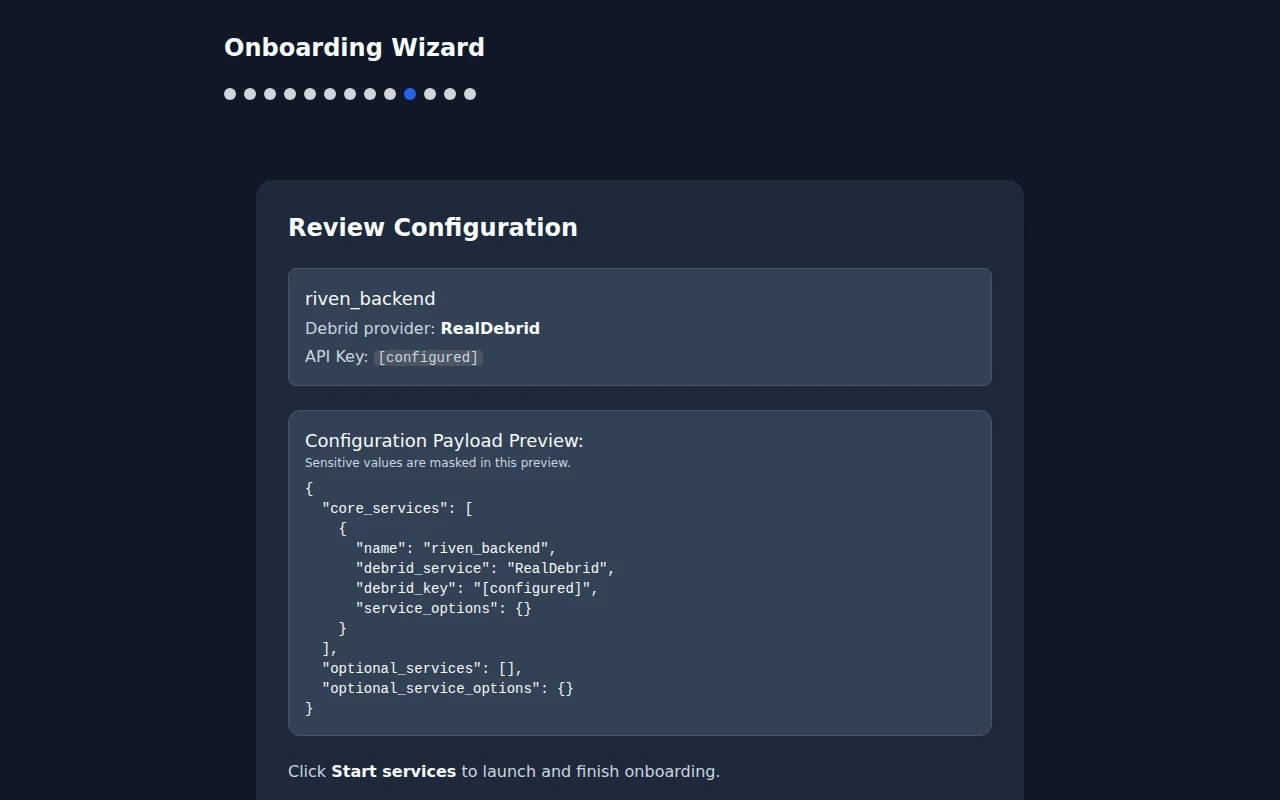 Onboarding Wizard
Review Configuration
riven_backend
Debrid provider: RealDebrid
API Key: [configured]
Configuration Payload Preview:
Sensitive values are masked in this preview.
{
  "core_services": [
    {
      "name": "riven_backend",
      "debrid_service": "RealDebrid",
      "debrid_key": "[configured]",
      "service_options": {}
    }
  ],
  "optional_services": [],
  "optional_service_options": {}
}
Click Start services to launch and finish onboarding.